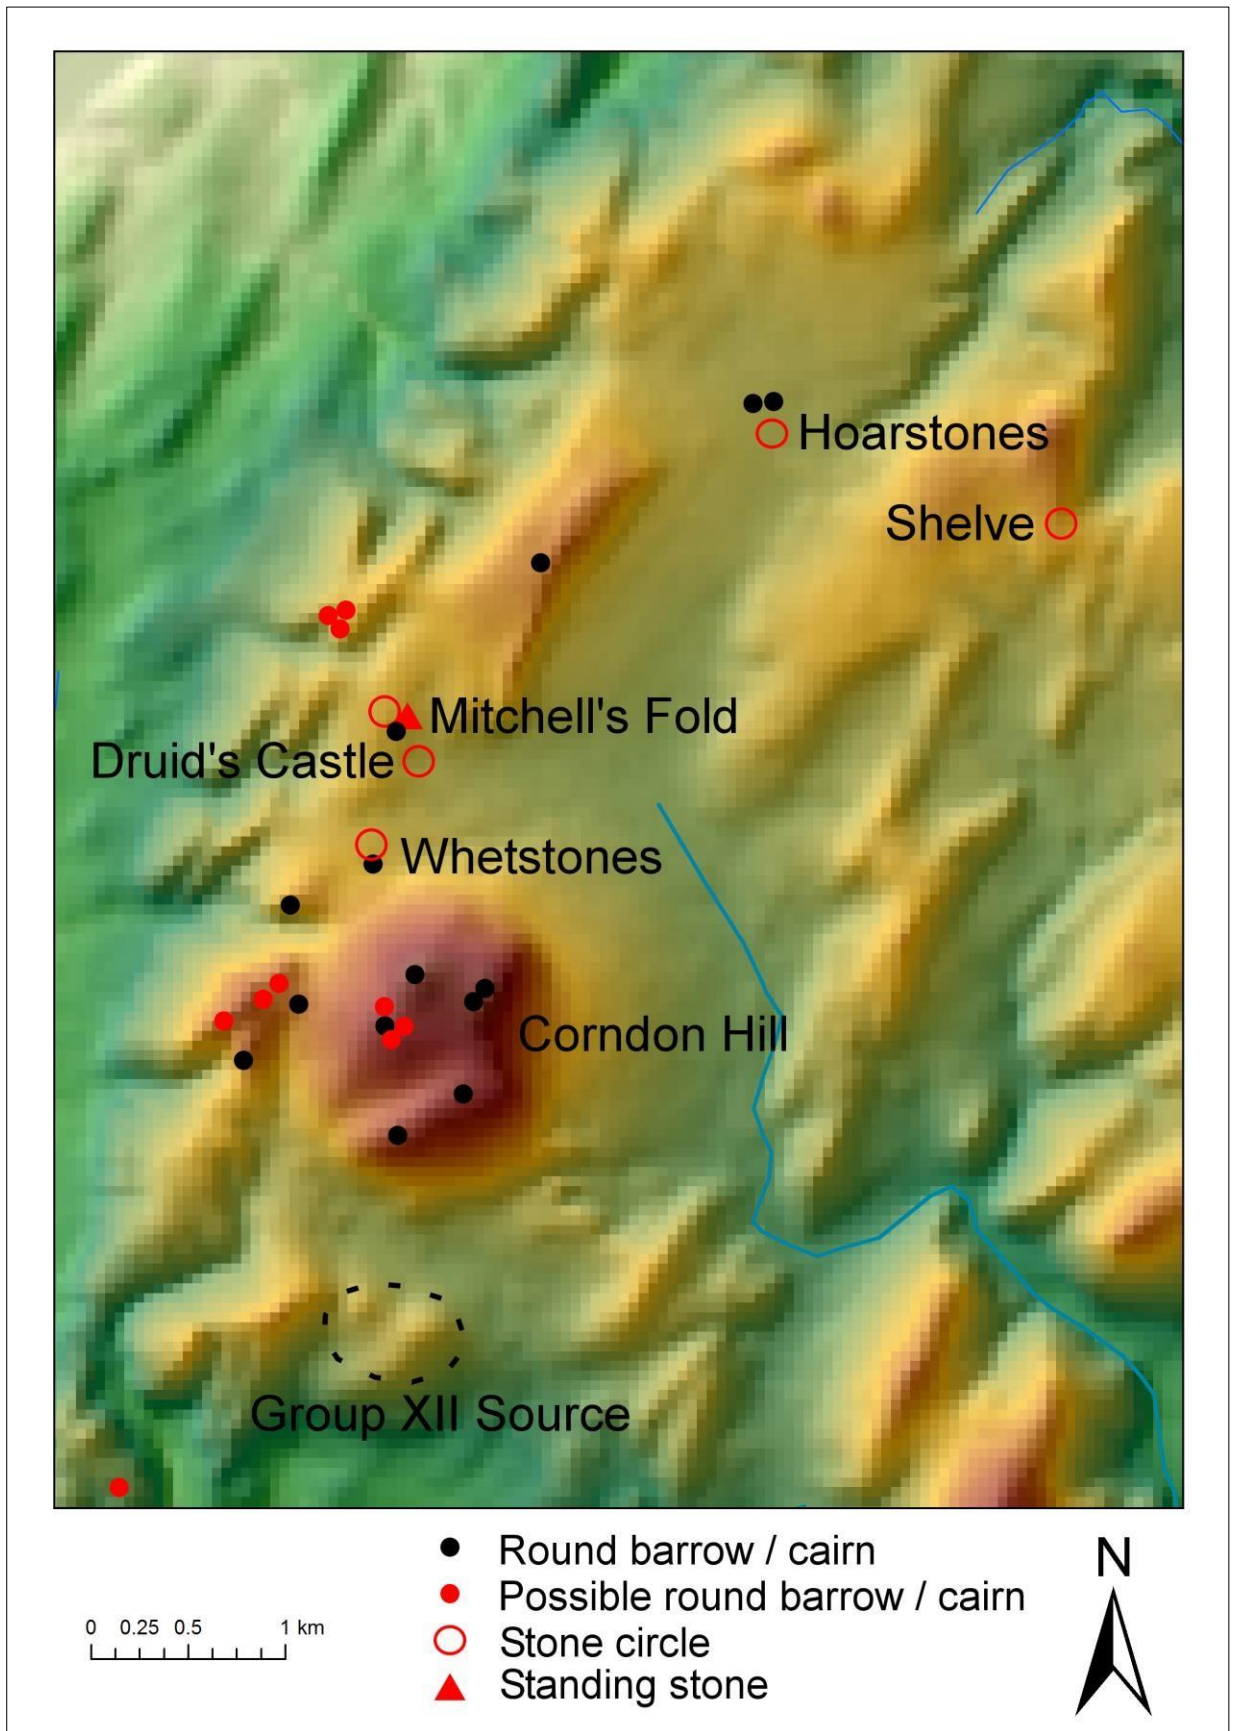 Hoarstones
Shelve
Mitchell's Fold
Druid's Castle
Whetstones
Corndon Hill
Group XII Source
Round barrow / cairn
Possible round barrow / cairn
Stone circle
Standing stone
0 0.25 0.5 1 km
N